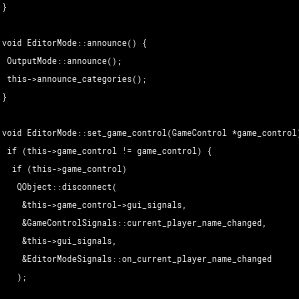 }
void EditorMode::announce() {
OutputMode::announce();
this->announce_categories();
}
void EditorMode::set_game_control(GameControl *game_control)
if (this->game_control != game_control) {
if (this->game_control)
QObject::disconnect(
&this->game_control->gui_signals,
&GameControlSignals::current_player_name_changed,
&this->gui_signals,
&EditorModeSignals::on_current_player_name_changed
);